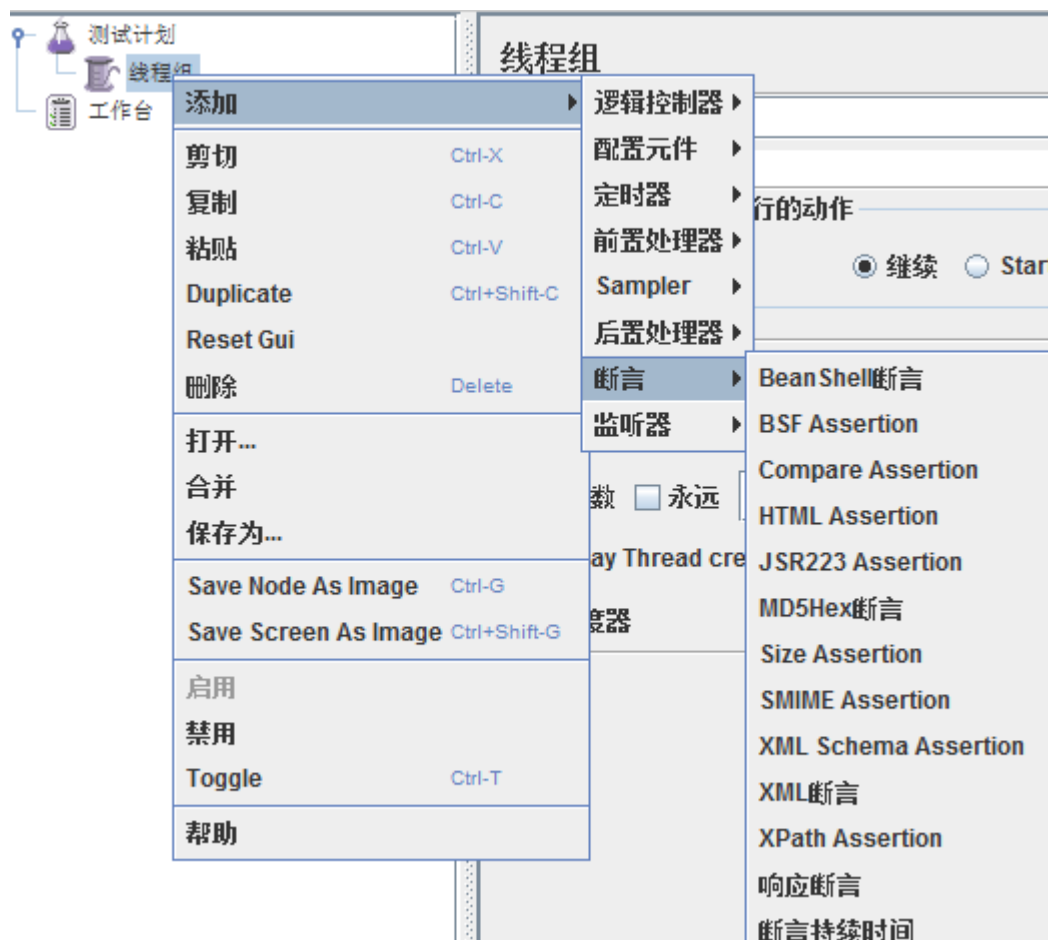 测试计划
线程组
工作台
线程组
添加
剪切 Ctrl-X
复制 Ctrl-C
粘贴 Ctrl-V
Duplicate Ctrl+Shift-C
Reset Gui
删除 Delete
打开...
合并
保存为...
Save Node As Image Ctrl-G
Save Screen As Image Ctrl+Shift-G
启用
禁用
Toggle Ctrl-T
帮助
逻辑控制器
配置元件
定时器
前置处理器
Sampler
后置处理器
断言
监听器
行的动作
继续 Star
数 永远
ay Thread cre
度器
BeanShell断言
BSF Assertion
Compare Assertion
HTML Assertion
JSR223 Assertion
MD5Hex断言
Size Assertion
SMIME Assertion
XML Schema Assertion
XML断言
XPath Assertion
响应断言
断言持续时间